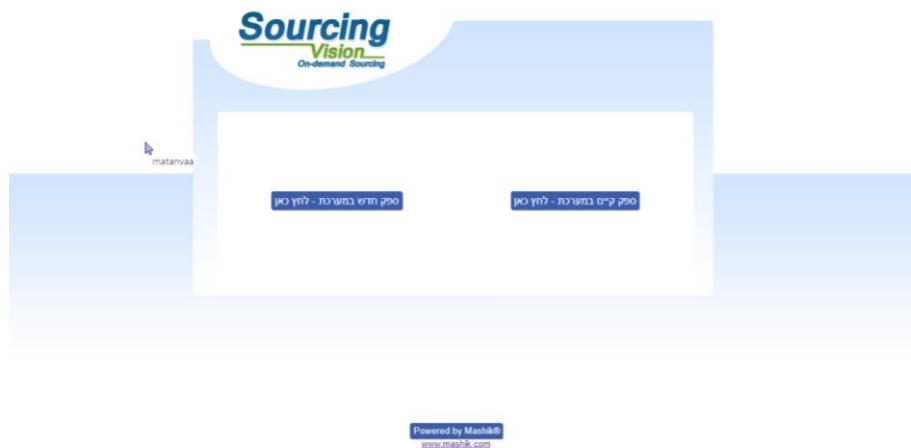 Sourcing
Vision
On-demand Sourcing
matanyaa
ספק קיים במערכת - לחץ כאן
ספק חדש במערכת - לחץ כאן
Powered by Mashik®
www.mashik.com